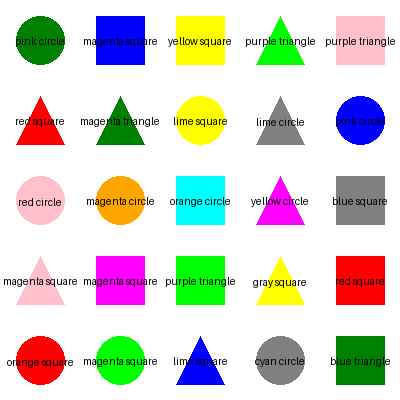 pink circle magenta square yellow square purple triangle purple triangle
red square magenta triangle lime square lime circle pink circle
red circle magenta circle orange circle yellow circle blue square
magenta square magenta square purple triangle gray square red square
orange square magenta square lime square cyan circle blue triangle